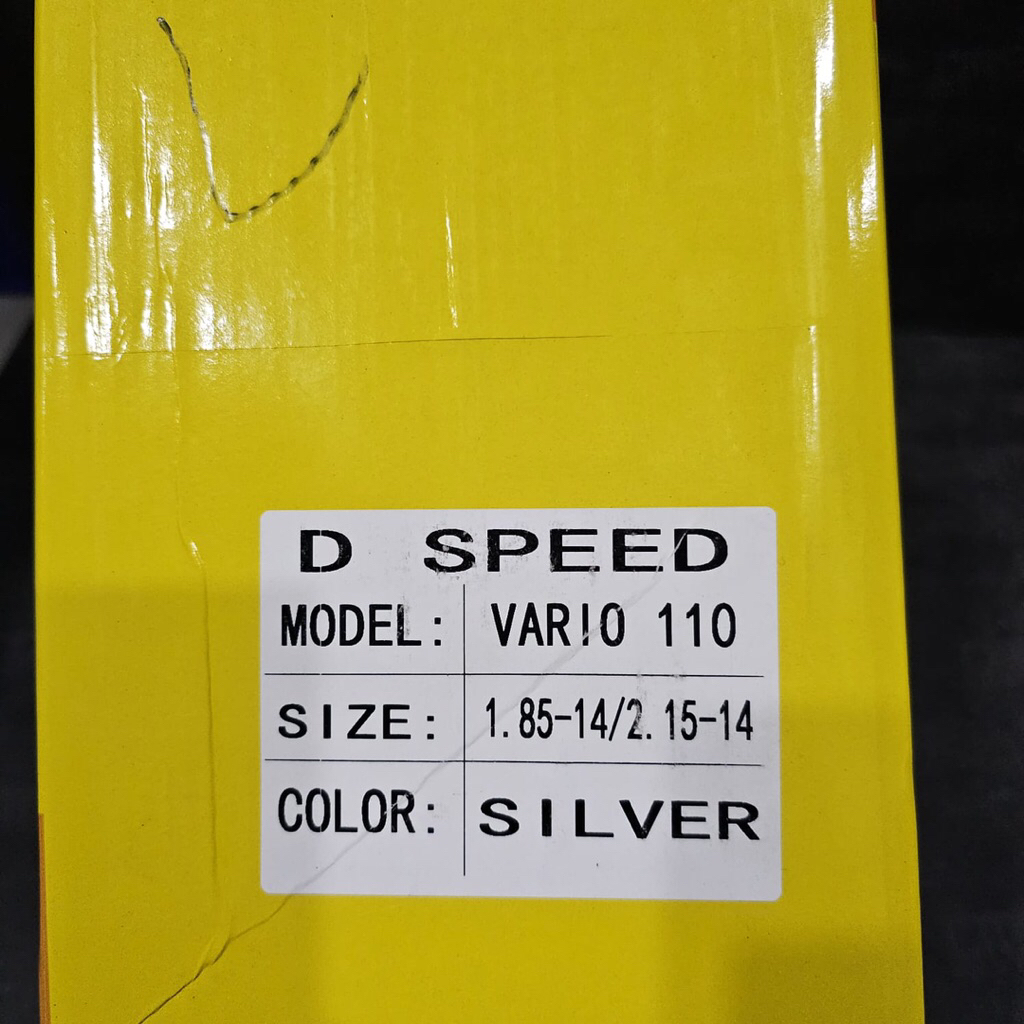 D SPEED
MODEL: VARIO 110
SIZE: 1.85-14/2.15-14
COLOR: SILVER